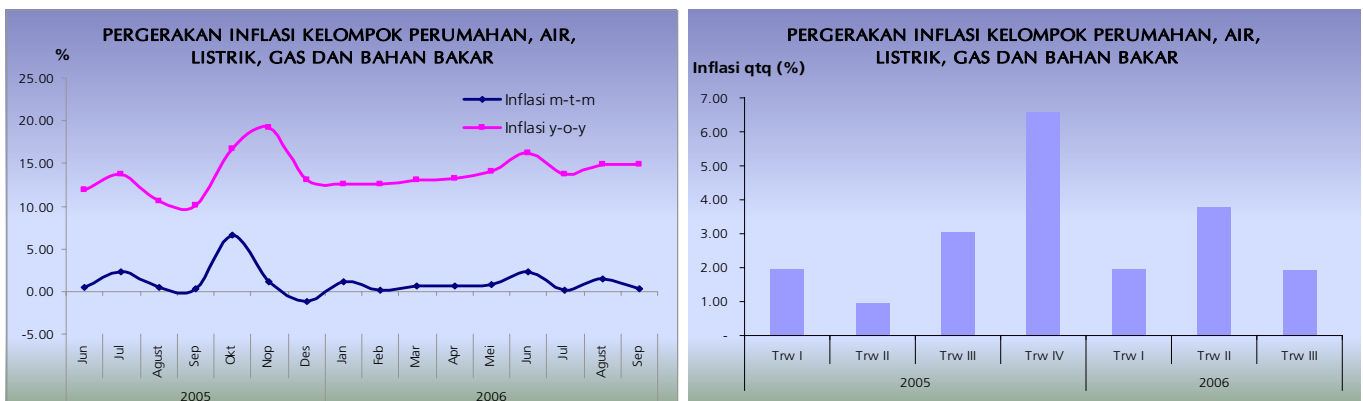 PERGERAKAN INFLASI KELOMPOK PERUMAHAN, AIR,
LISTRIK, GAS DAN BAHAN BAKAR
%
25.00
20.00
15.00
10.00
5.00
0.00
-5.00
Inflasi m-t-m
Inflasi y-o-y
Jun Jul Agust Sep Okt Nop Des Jan Feb Mar Apr Mei Jun Jul Agust Sep
2005 2006
PERGERAKAN INFLASI KELOMPOK PERUMAHAN, AIR,
LISTRIK, GAS DAN BAHAN BAKAR
Inflasi qtq (%)
7.00
6.00
5.00
4.00
3.00
2.00
1.00
-
Trw I Trw II Trw III Trw IV Trw I Trw II Trw III
2005 2006